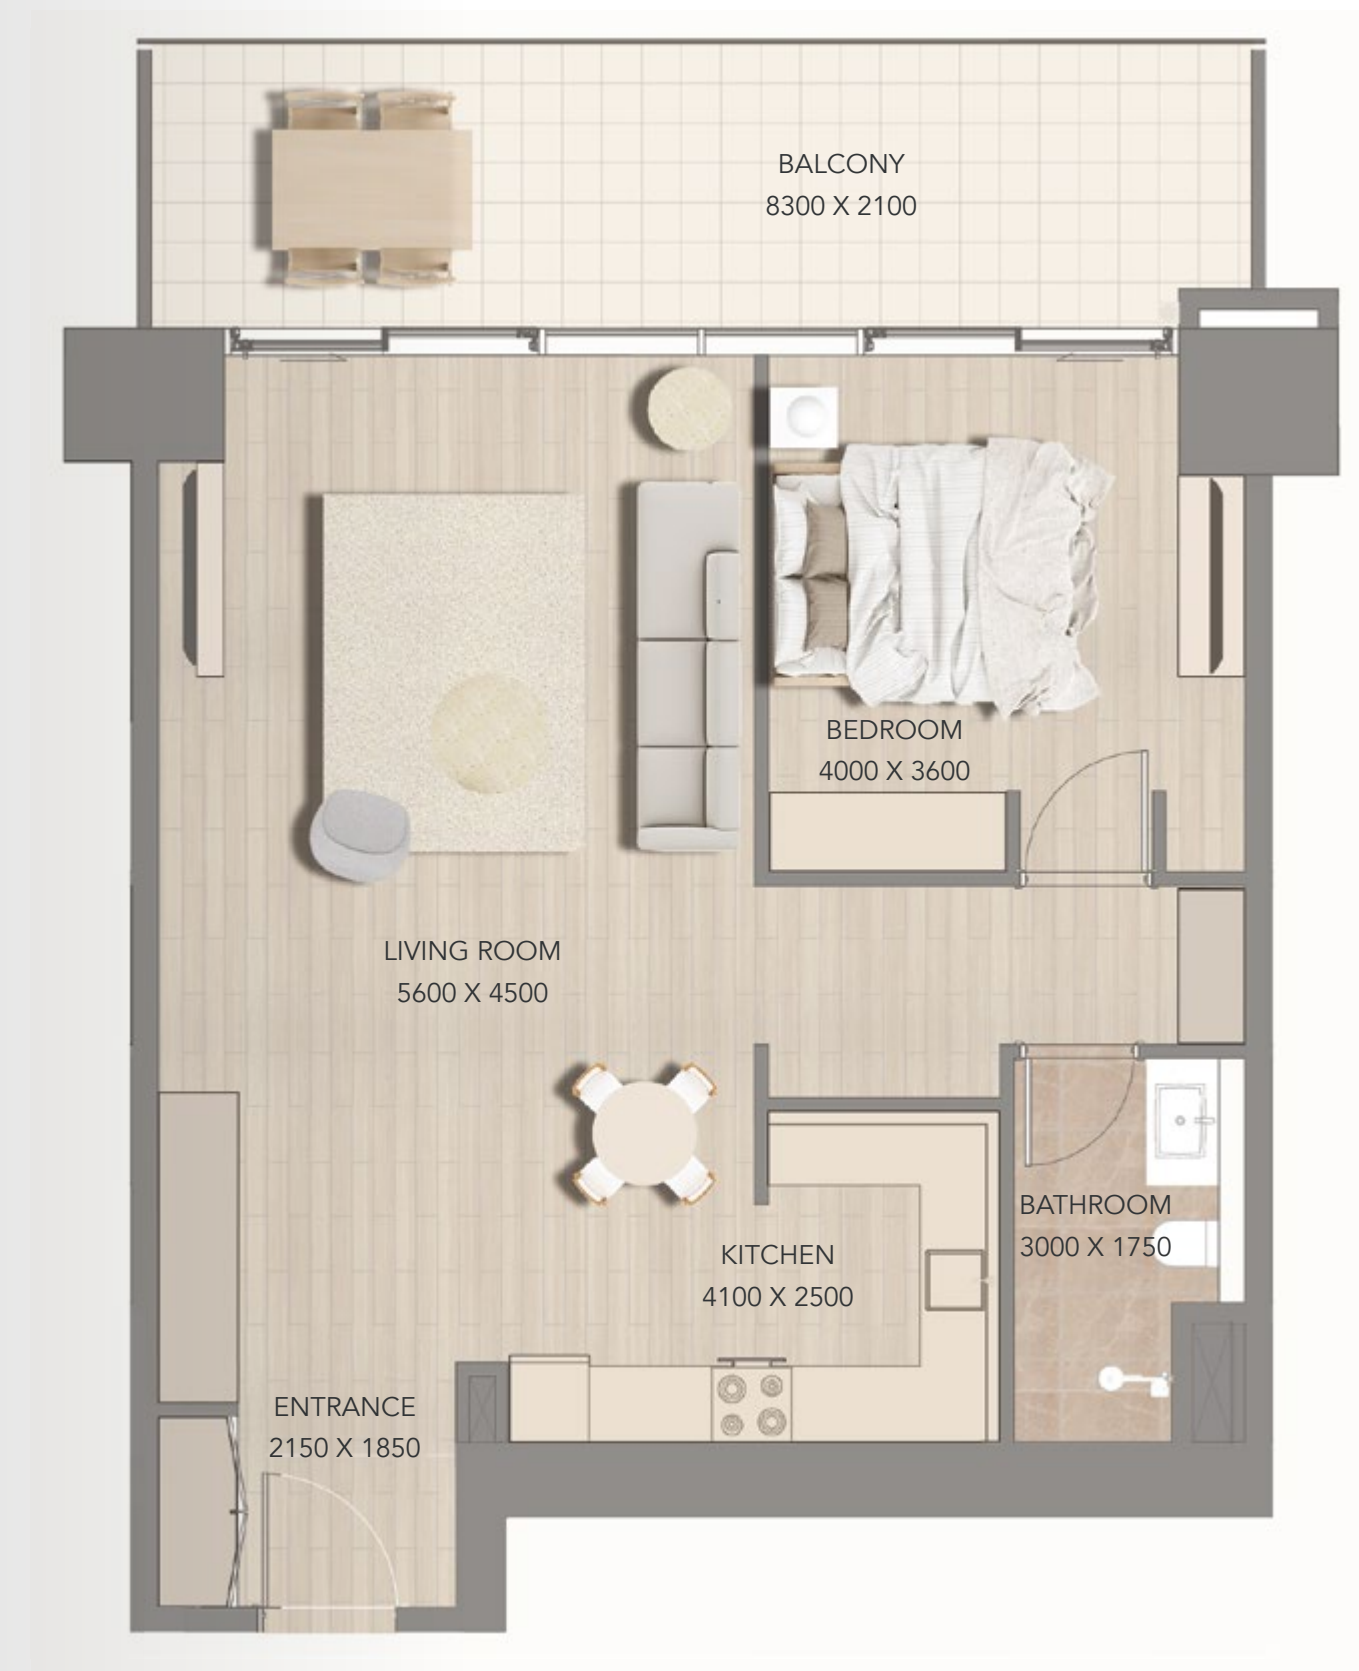 BALCONY
8300 X 2100
BEDROOM
4000 X 3600
LIVING ROOM
5600 X 4500
BATHROOM
3000 X 1750
KITCHEN
4100 X 2500
ENTRANCE
2150 X 1850